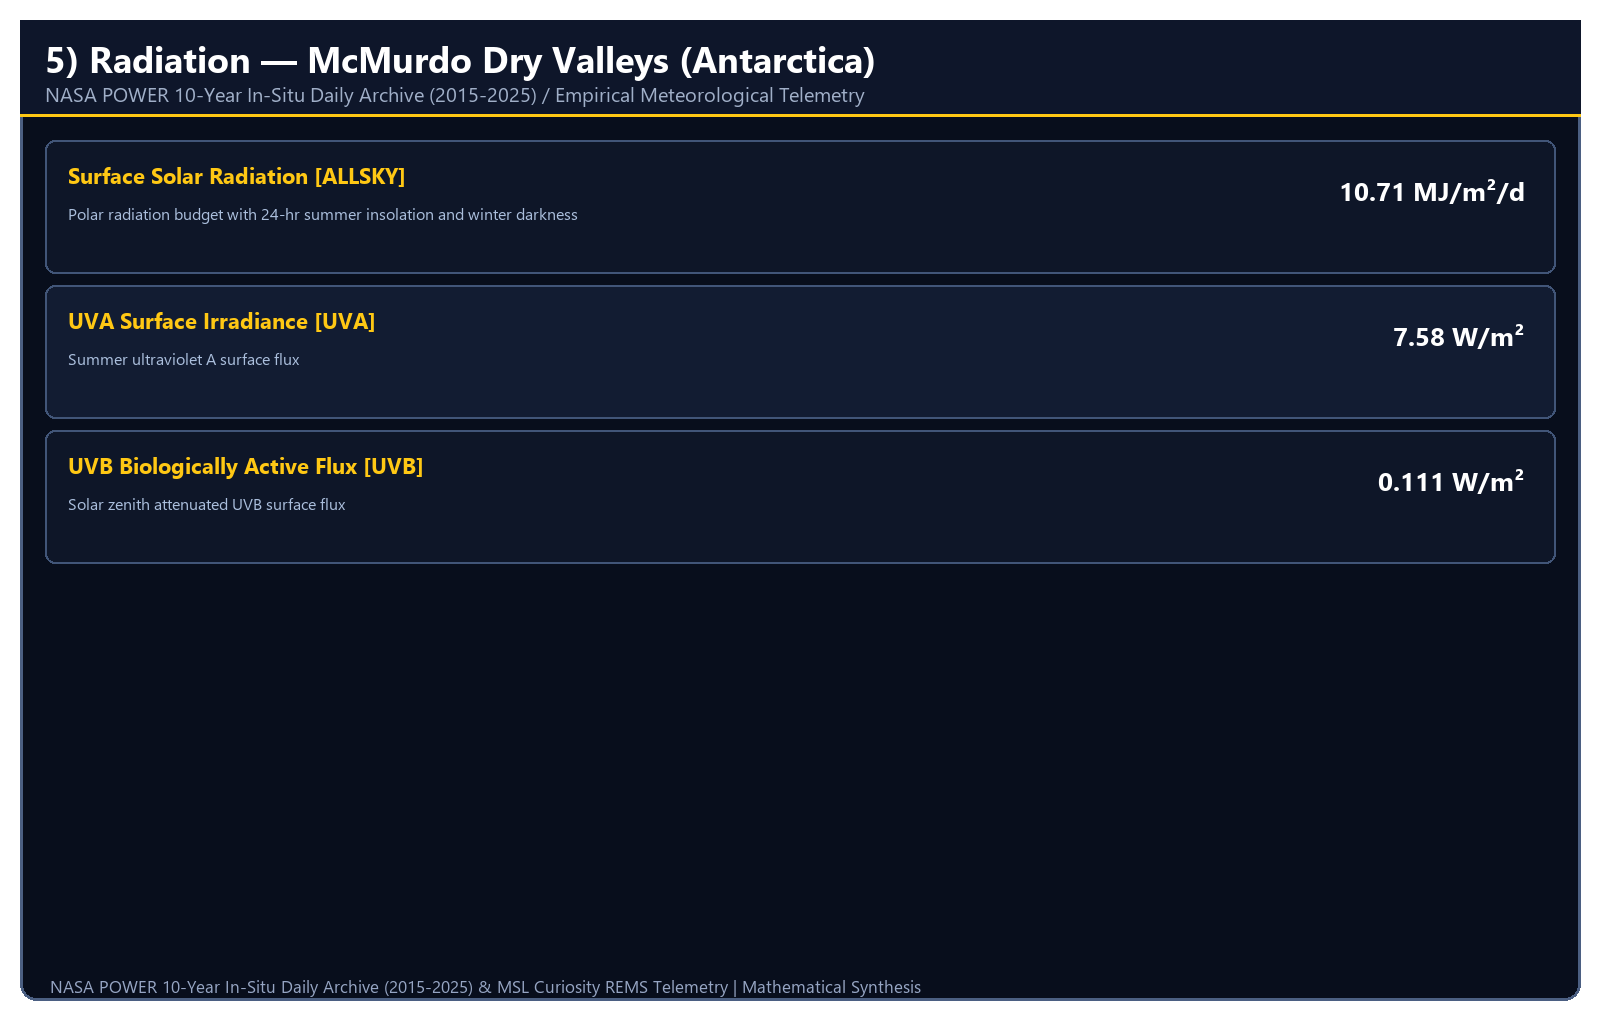 5) Radiation — McMurdo Dry Valleys (Antarctica)
NASA POWER 10-Year In-Situ Daily Archive (2015-2025) / Empirical Meteorological Telemetry
Surface Solar Radiation [ALLSKY]
10.71 MJ/m²/d
Polar radiation budget with 24-hr summer insolation and winter darkness
UVA Surface Irradiance [UVA]
7.58 W/m²
Summer ultraviolet A surface flux
UVB Biologically Active Flux [UVB]
0.111 W/m²
Solar zenith attenuated UVB surface flux
NASA POWER 10-Year In-Situ Daily Archive (2015-2025) & MSL Curiosity REMS Telemetry | Mathematical Synthesis